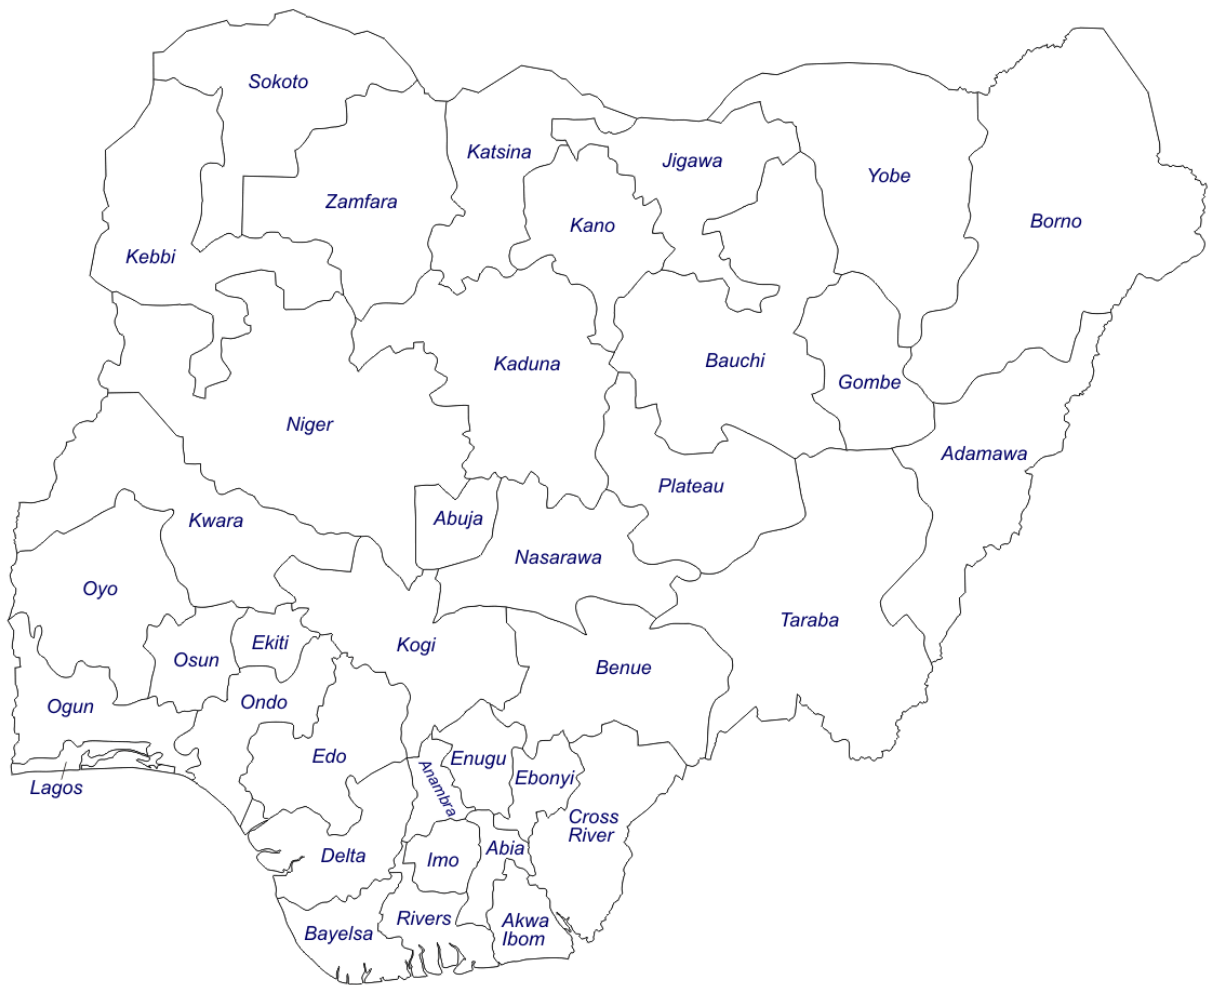 Sokoto
Katsina
Jigawa
Yobe
Zamfara
Borno
Kano
Kebbi
Kaduna
Bauchi
Gombe
Niger
Adamawa
Plateau
Kwara
Abuja
Nasarawa
Oyo
Taraba
Ekiti
Kogi
Osun
Benue
Ogun
Ondo
Edo
Enugu
Ebonyi
Anambra
Lagos
Cross
River
Delta
Imo
Abia
Bayelsa
Rivers
Akwa
Ibom